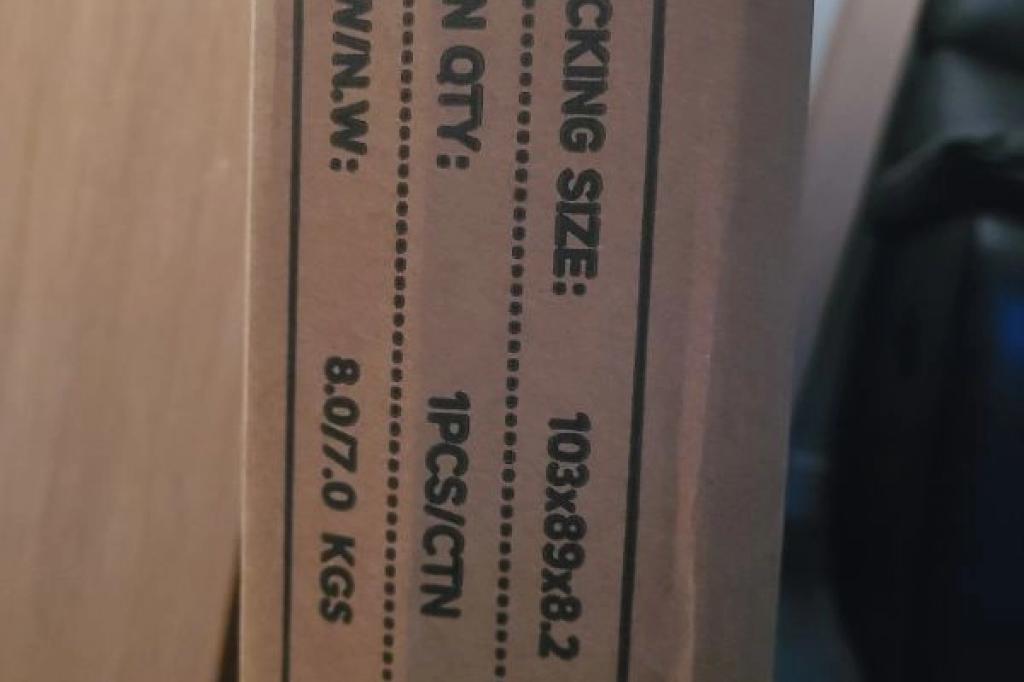 CKING SIZE: 103x89x8.2
N QTY: 1PCS/CTN
W/N.W: 8.0/7.0 KGS